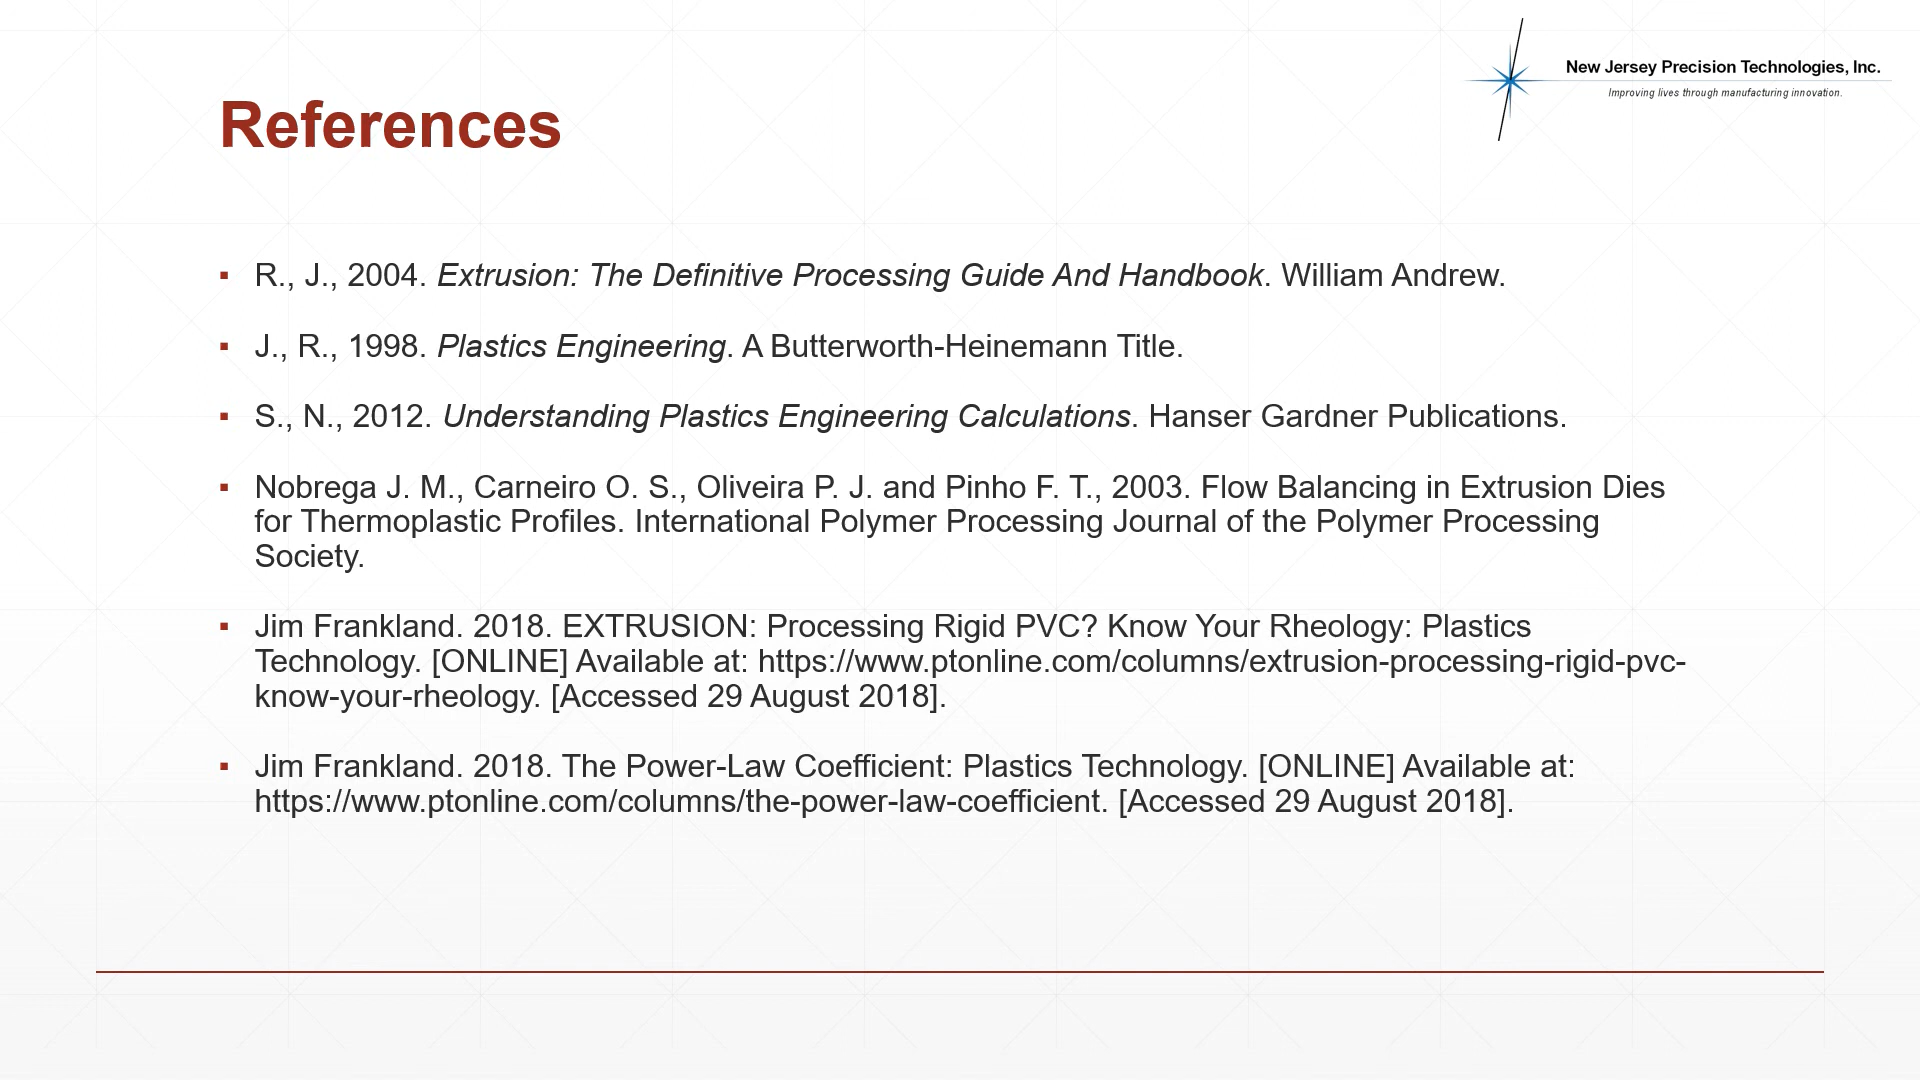 New Jersey Precision Technologies, Inc.
Improving lives through manufacturing innovation.
References
▪ R., J., 2004. Extrusion: The Definitive Processing Guide And Handbook. William Andrew.
▪ J., R., 1998. Plastics Engineering. A Butterworth-Heinemann Title.
▪ S., N., 2012. Understanding Plastics Engineering Calculations. Hanser Gardner Publications.
▪ Nobrega J. M., Carneiro O. S., Oliveira P. J. and Pinho F. T., 2003. Flow Balancing in Extrusion Dies
for Thermoplastic Profiles. International Polymer Processing Journal of the Polymer Processing
Society.
▪ Jim Frankland. 2018. EXTRUSION: Processing Rigid PVC? Know Your Rheology: Plastics
Technology. [ONLINE] Available at: https://www.ptonline.com/columns/extrusion-processing-rigid-pvc-
know-your-rheology. [Accessed 29 August 2018].
▪ Jim Frankland. 2018. The Power-Law Coefficient: Plastics Technology. [ONLINE] Available at:
https://www.ptonline.com/columns/the-power-law-coefficient. [Accessed 29 August 2018].